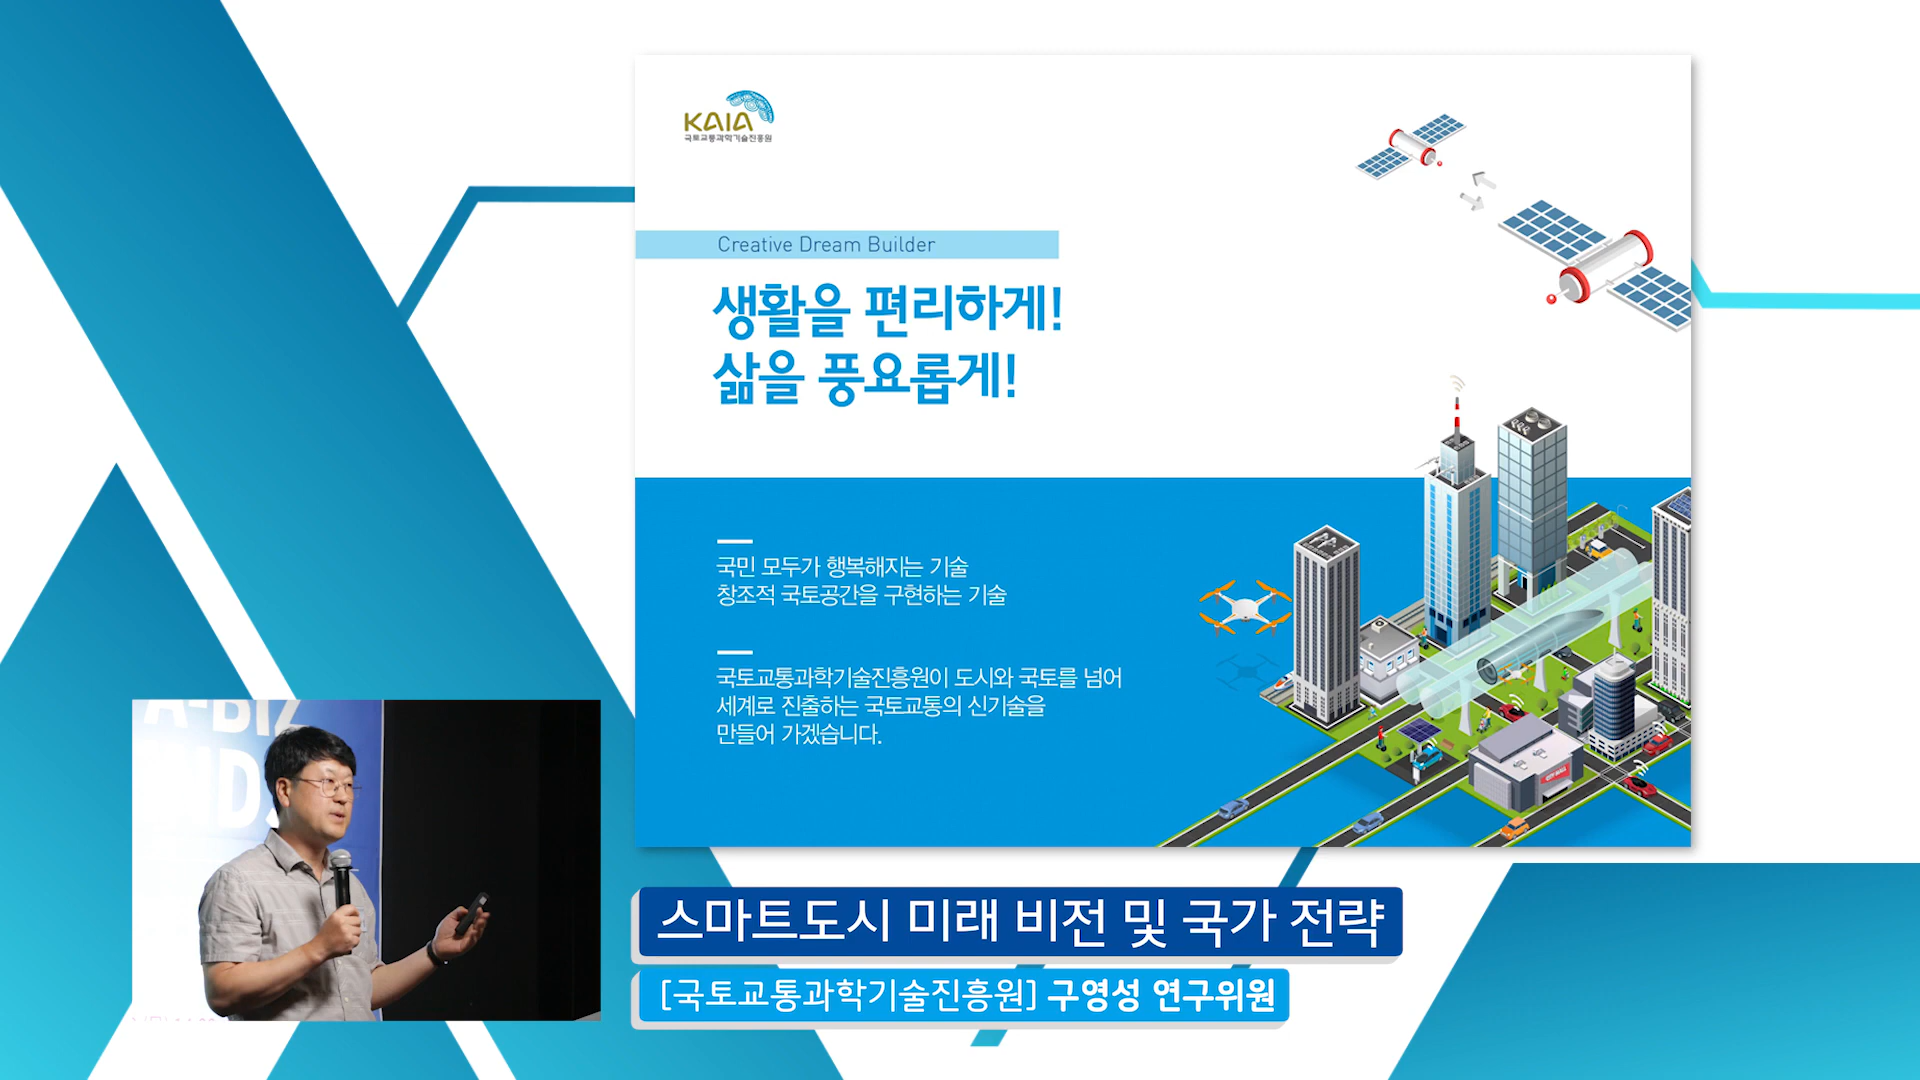 KAIA
국토교통과학기술진흥원
Creative Dream Builder
생활을 편리하게!
삶을 풍요롭게!
국민 모두가 행복해지는 기술
창조적 국토공간을 구현하는 기술
국토교통과학기술진흥원이 도시와 국토를 넘어
세계로 진출하는 국토교통의 신기술을
만들어 가겠습니다.
CITY MALL
A-BIZ
스마트도시 미래 비전 및 국가 전략
[국토교통과학기술진흥원] 구영성 연구위원